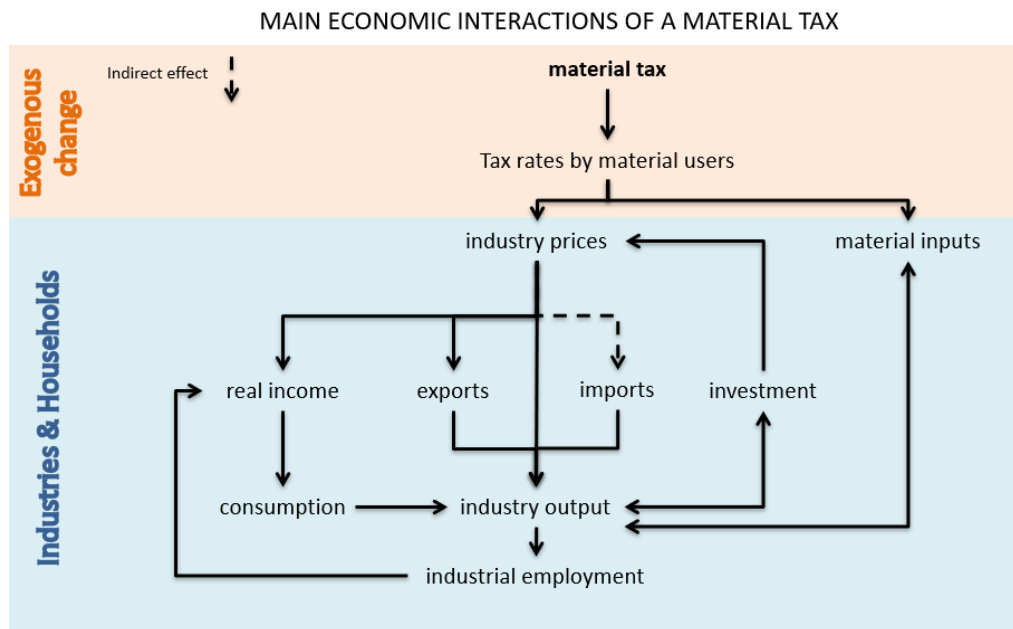 MAIN ECONOMIC INTERACTIONS OF A MATERIAL TAX
Exogenous
change
Indirect effect
material tax
Tax rates by material users
Industries & Households
industry prices
material inputs
real income
exports
imports
investment
consumption
industry output
industrial employment